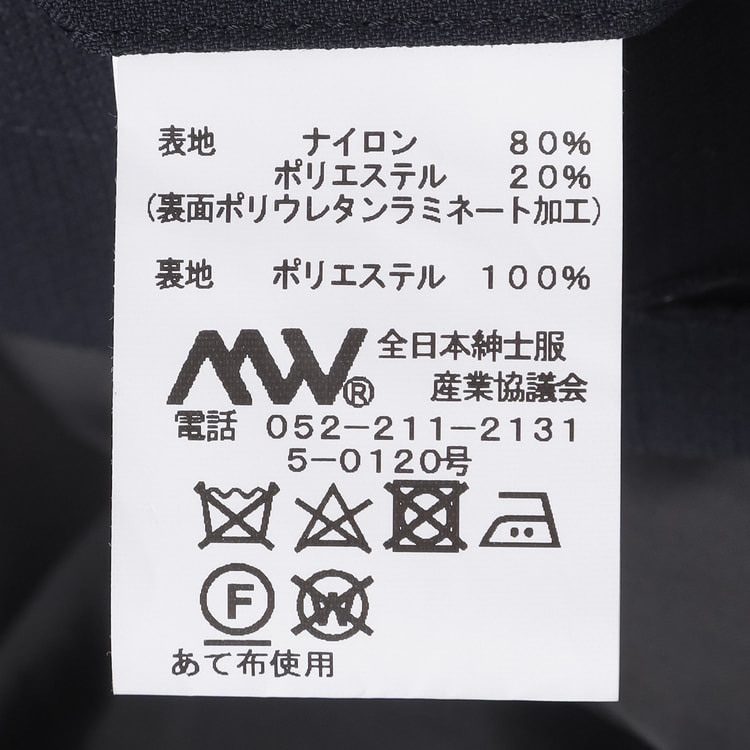 表地 ナイロン 80%
ポリエステル 20%
(裏面ポリウレタンラミネート加工)
裏地 ポリエステル 100%
MW® 全日本紳士服
産業協議会
電話 052-211-2131
5-0120号
F W
あて布使用